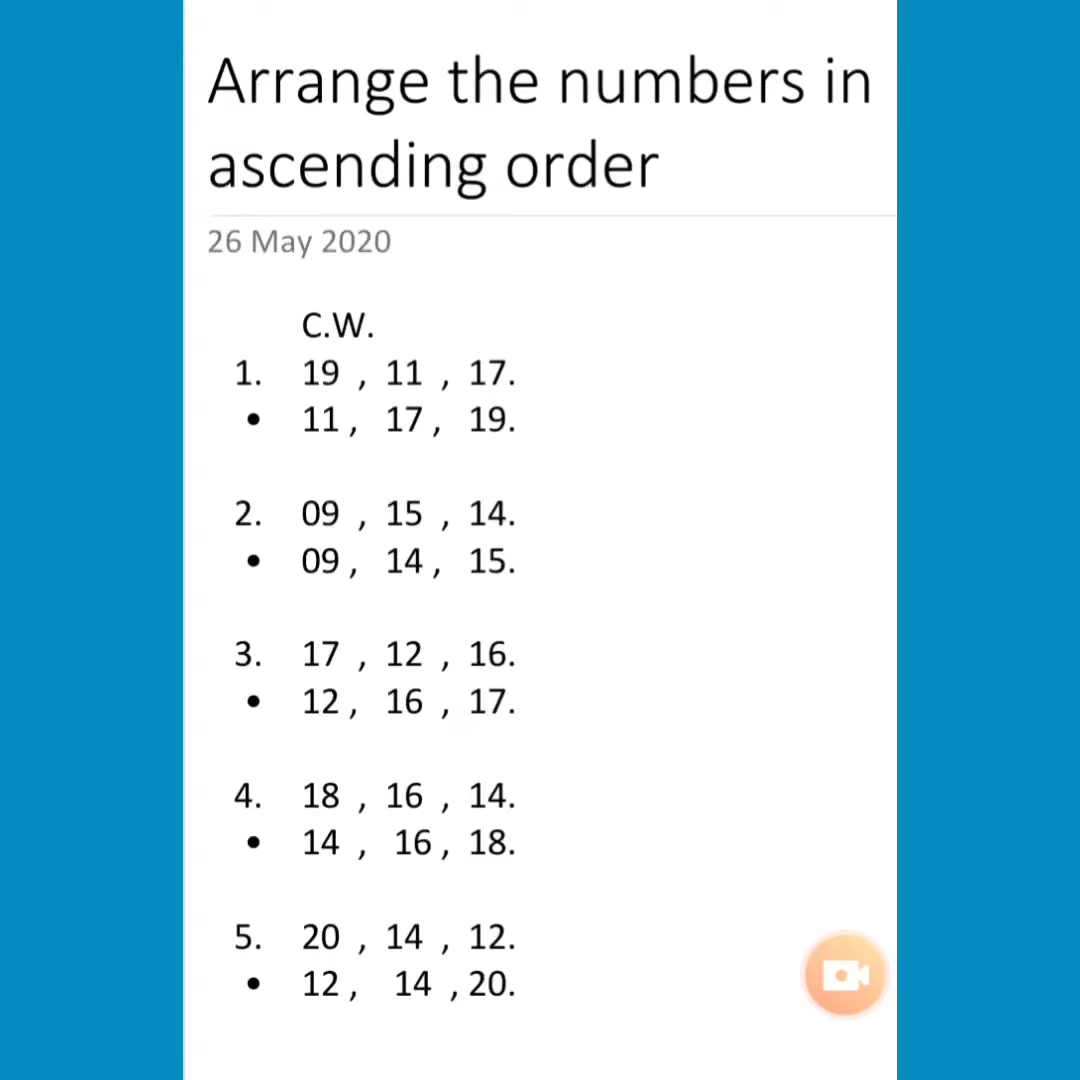 Arrange the numbers in
ascending order
26 May 2020
C.W.
1. 19 , 11 , 17.
• 11 , 17 , 19.
2. 09 , 15 , 14.
• 09 , 14 , 15.
3. 17 , 12 , 16.
• 12 , 16 , 17.
4. 18 , 16 , 14.
• 14 , 16 , 18.
5. 20 , 14 , 12.
• 12 , 14 , 20.